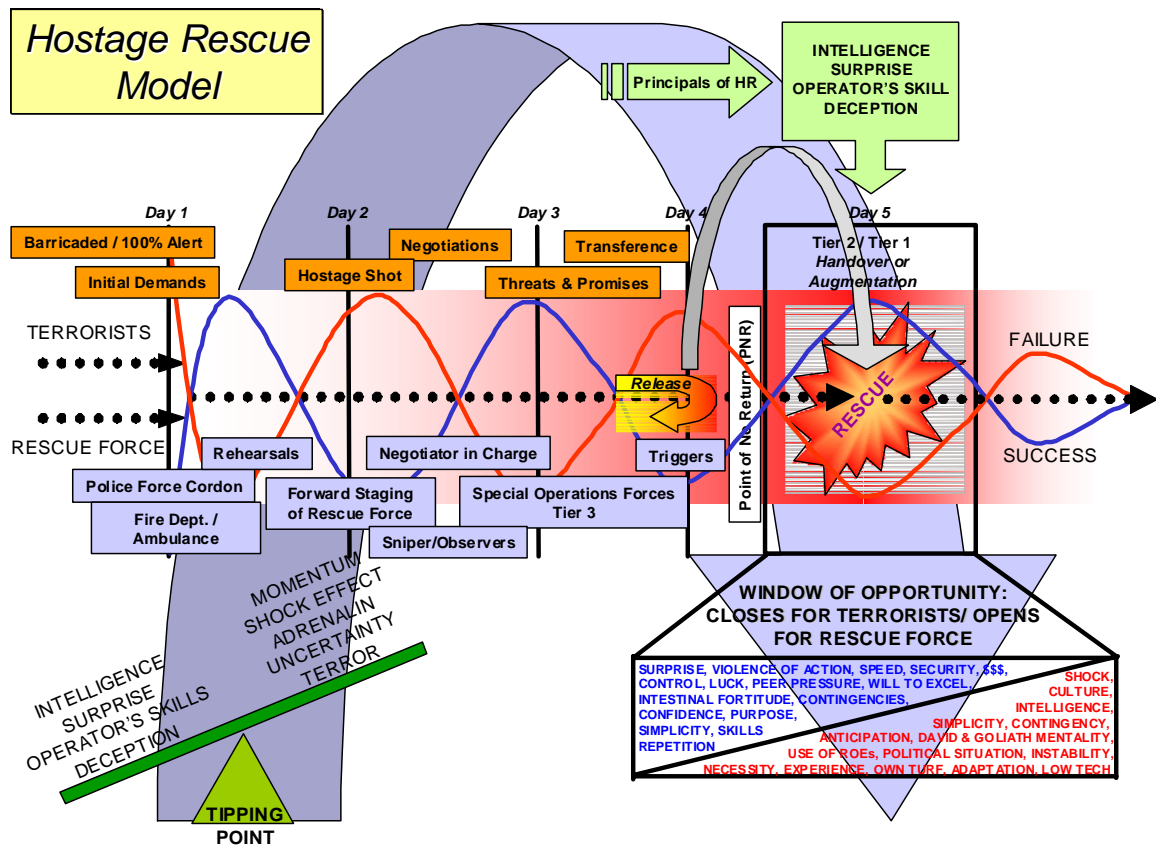 Hostage Rescue
Model
Principals of HR
INTELLIGENCE
SURPRISE
OPERATOR'S SKILL
DECEPTION
Day 1
Day 2
Day 3
Day 4
Day 5
Barricaded / 100% Alert
Initial Demands
Hostage Shot
Negotiations
Threats & Promises
Transference
Tier 2 / Tier 1
Handover or
Augmentation
TERRORISTS
RESCUE FORCE
Release
Point of No Return (PNR)
RESCUE
FAILURE
SUCCESS
Rehearsals
Police Force Cordon
Fire Dept. /
Ambulance
Forward Staging
of Rescue Force
Negotiator in Charge
Sniper/Observers
Special Operations Forces
Tier 3
Triggers
INTELLIGENCE
SURPRISE
OPERATOR'S SKILLS
DECEPTION
MOMENTUM
SHOCK EFFECT
ADRENALIN
UNCERTAINTY
TERROR
TIPPING
POINT
WINDOW OF OPPORTUNITY:
CLOSES FOR TERRORISTS/ OPENS
FOR RESCUE FORCE
SURPRISE, VIOLENCE OF ACTION, SPEED, SECURITY, $$$,
CONTROL, LUCK, PEER PRESSURE, WILL TO EXCEL,
INTESTINAL FORTITUDE, CONTINGENCIES,
CONFIDENCE, PURPOSE,
SIMPLICITY, SKILLS
REPETITION
SHOCK,
CULTURE,
INTELLIGENCE,
SIMPLICITY, CONTINGENCY,
ANTICIPATION, DAVID & GOLIATH MENTALITY,
USE OF ROEs, POLITICAL SITUATION, INSTABILITY,
NECESSITY, EXPERIENCE, OWN TURF, ADAPTATION, LOW TECH